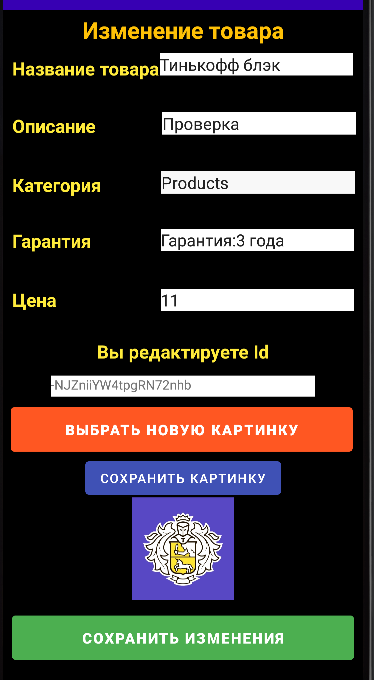 Изменение товара
Название товара Тинькофф блэк
Описание Проверка
Категория Products
Гарантия Гарантия:3 года
Цена 11
Вы редактируете Id
-NJZniiYW4tpgRN72nhb
ВЫБРАТЬ НОВУЮ КАРТИНКУ
СОХРАНИТЬ КАРТИНКУ
СОХРАНИТЬ ИЗМЕНЕНИЯ